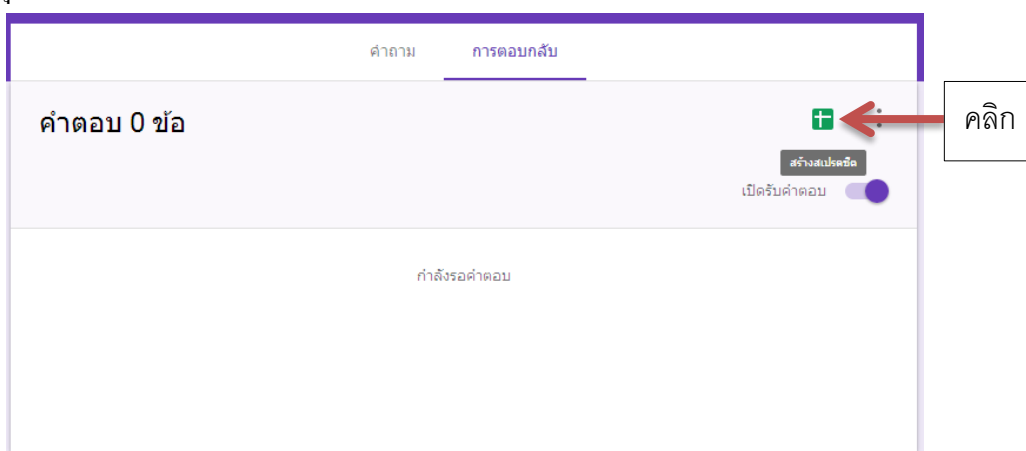 คำถาม การตอบกลับ
คำตอบ 0 ข้อ
คลิก
สร้างสเปรดชีต
เปิดรับคำตอบ
กำลังรอคำตอบ